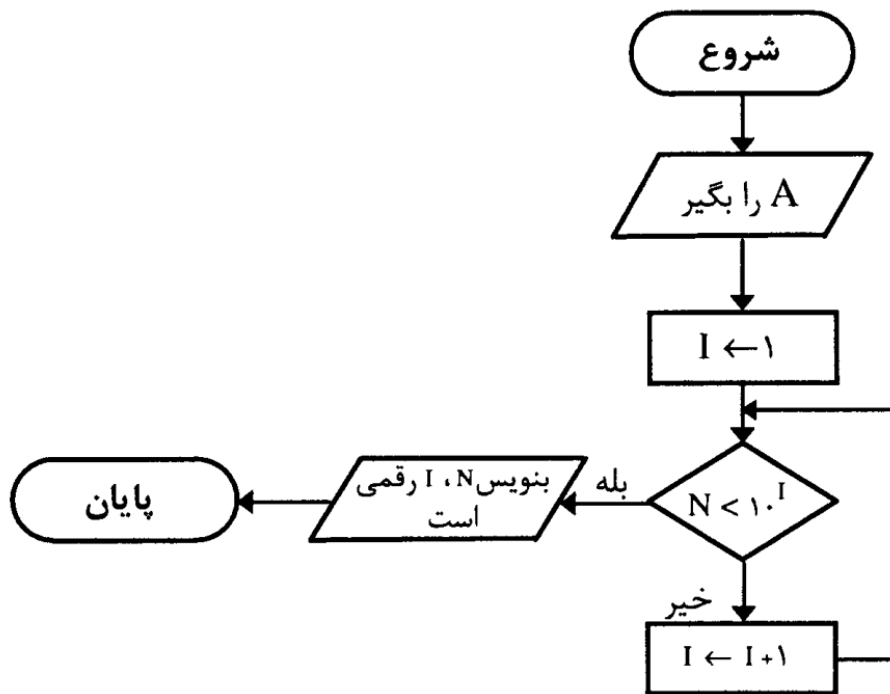 شروع
A را بگیر
I ← ۱
N < ۱۰^I
بله
بنویس N ، I رقمی
است
پایان
خیر
I ← I + ۱